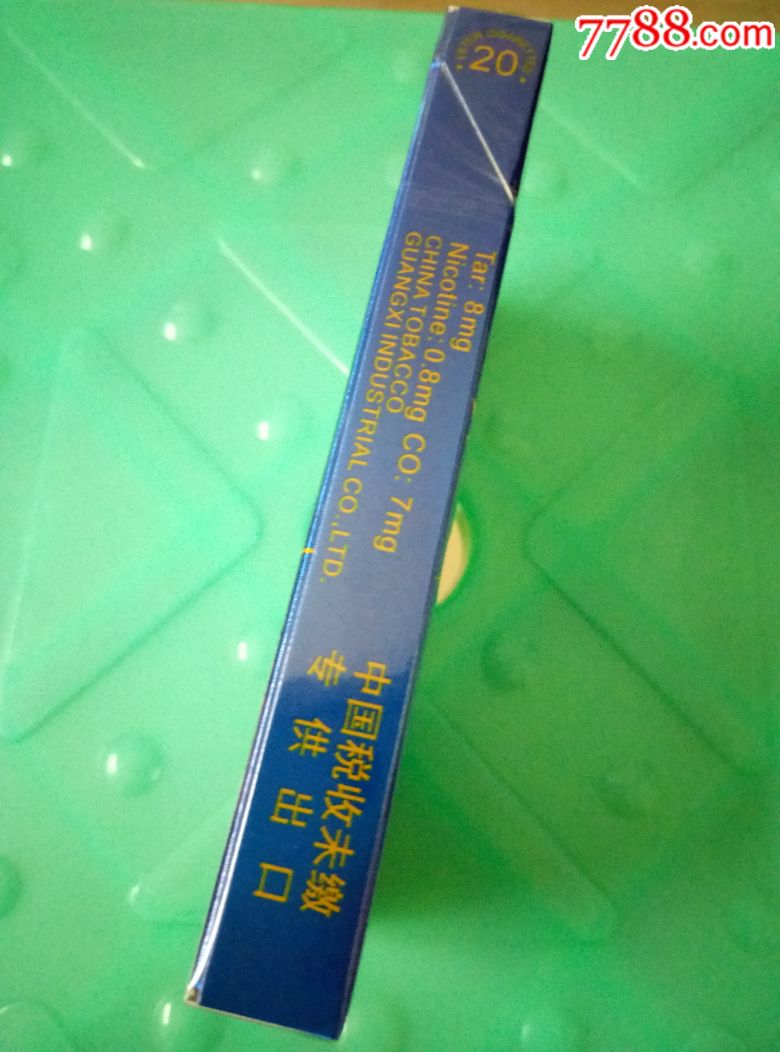 7788.com
20
Tar: 8mg
Nicotine: 0.8mg CO: 7mg
CHINA TOBACCO
GUANGXI INDUSTRIAL CO.,LTD.
中国税收未缴
专供出口